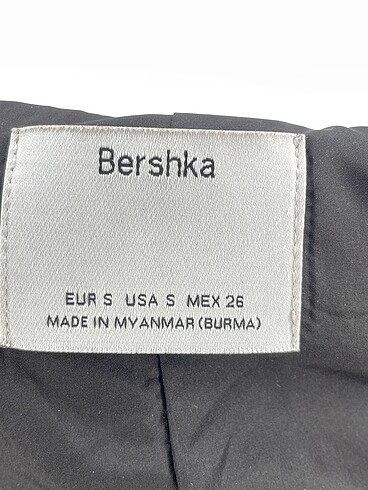 Bershka
EUR S USA S MEX 26
MADE IN MYANMAR (BURMA)